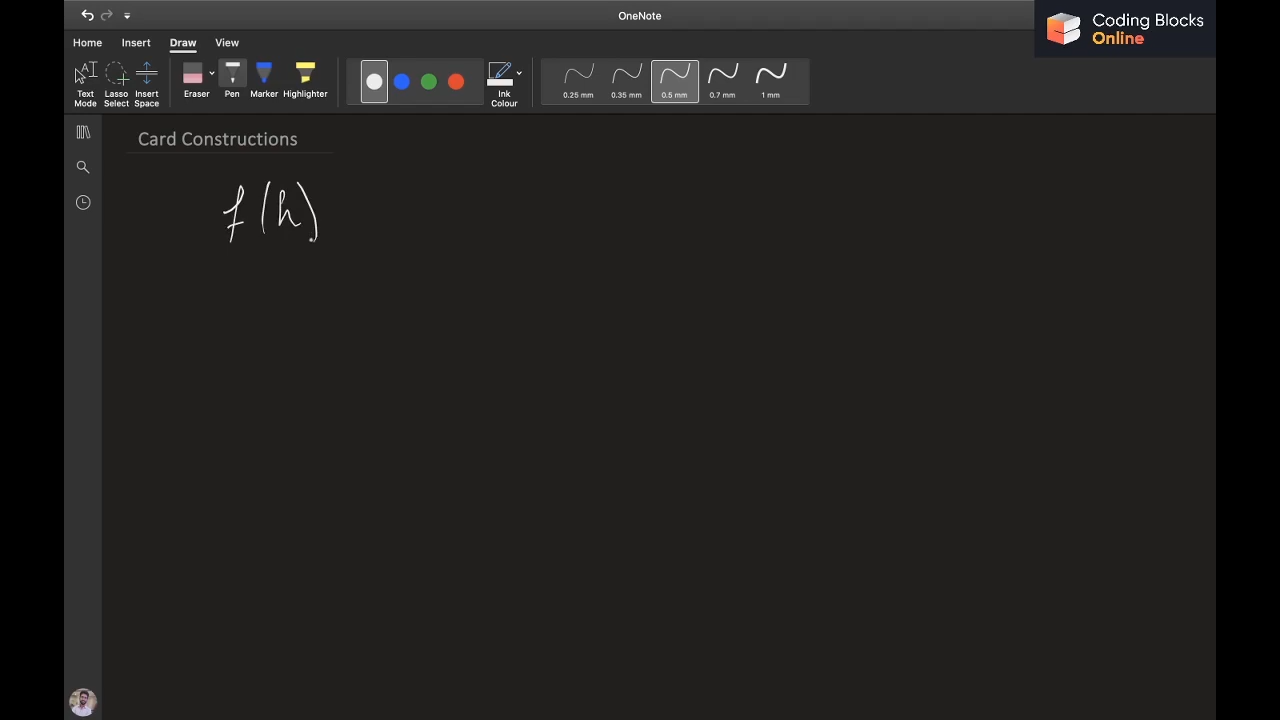 OneNote
Coding Blocks
Online
Home Insert Draw View
Text Mode Lasso Select Insert Space Eraser Pen Marker Highlighter Ink Colour 0.25 mm 0.35 mm 0.5 mm 0.7 mm 1 mm
Card Constructions
f(h)